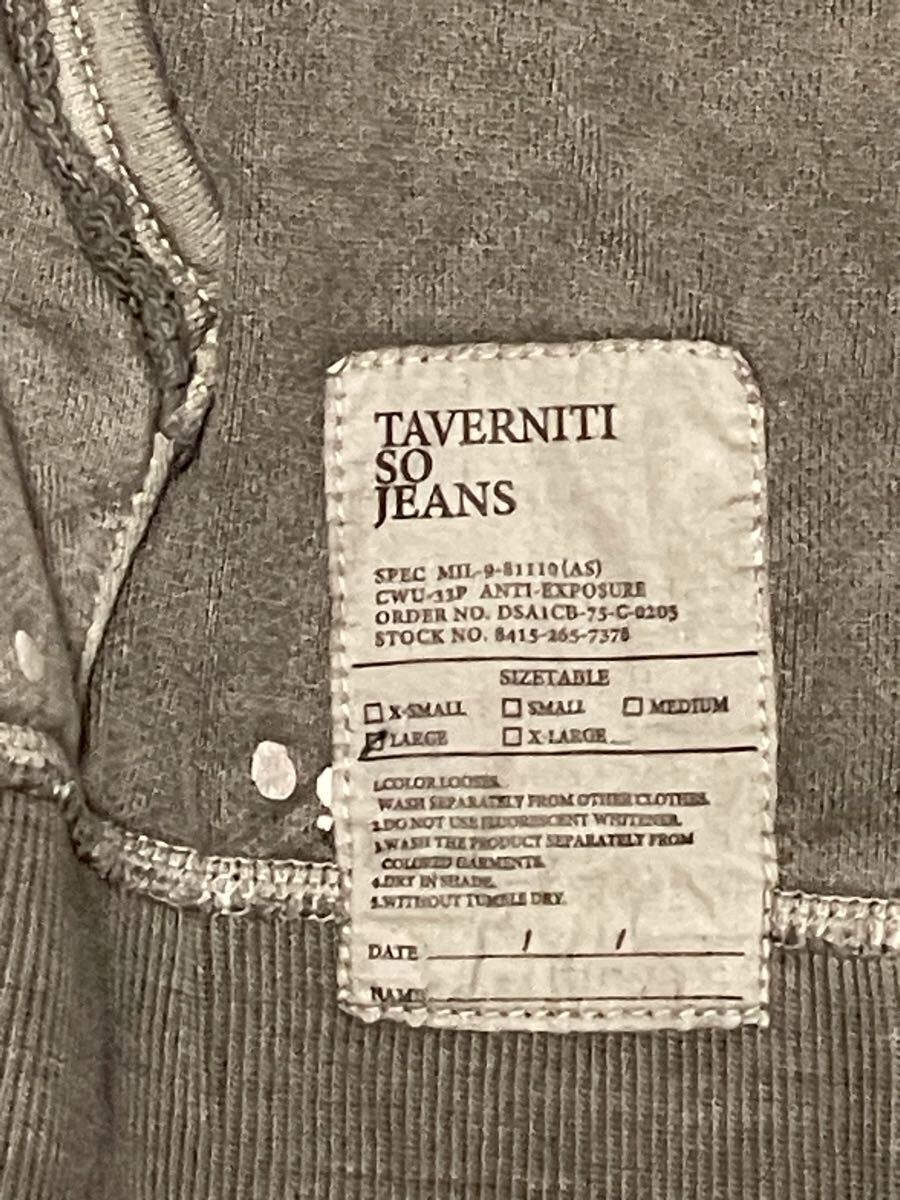 TAVERNITI
SO
JEANS
SPEC MIL-9-81110(AS)
CWU-33P ANTI-EXPOSURE
ORDER NO. DSA1CB-75-C-0205
STOCK NO. 8415-265-7378
SIZETABLE
☐ X-SMALL ☐ SMALL ☐ MEDIUM
☑ LARGE ☐ X-LARGE
1.COLOR LOOSES.
WASH SEPARATELY FROM OTHER CLOTHES.
2.DO NOT USE FLUORESCENT WHITENER.
3.WASH THE PRODUCT SEPARATELY FROM
COLORED GARMENTS.
4.DRY IN SHADE.
5.WITHOUT TUMBLE DRY.
DATE / /
NAME